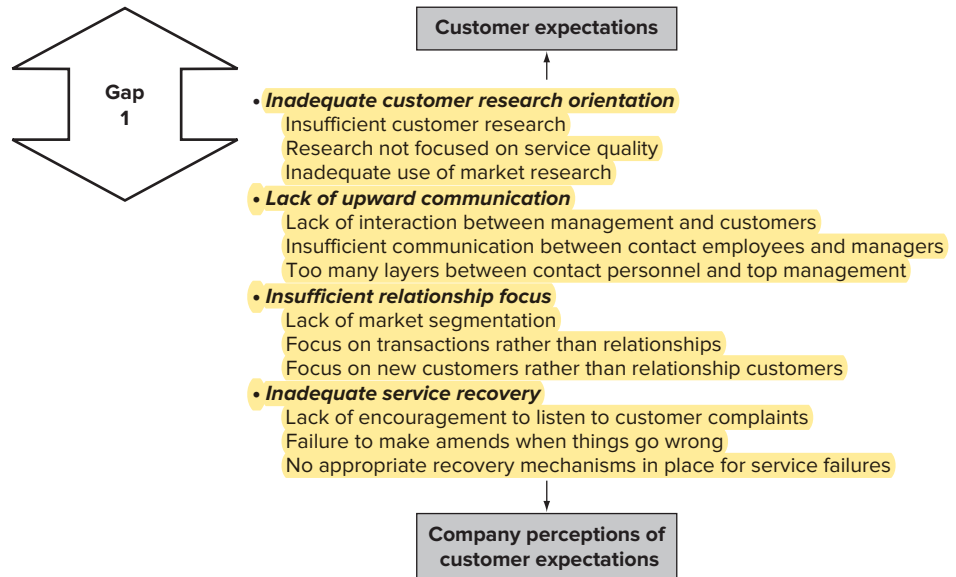 Customer expectations
Gap
1
• Inadequate customer research orientation
Insufficient customer research
Research not focused on service quality
Inadequate use of market research
• Lack of upward communication
Lack of interaction between management and customers
Insufficient communication between contact employees and managers
Too many layers between contact personnel and top management
• Insufficient relationship focus
Lack of market segmentation
Focus on transactions rather than relationships
Focus on new customers rather than relationship customers
• Inadequate service recovery
Lack of encouragement to listen to customer complaints
Failure to make amends when things go wrong
No appropriate recovery mechanisms in place for service failures
Company perceptions of
customer expectations